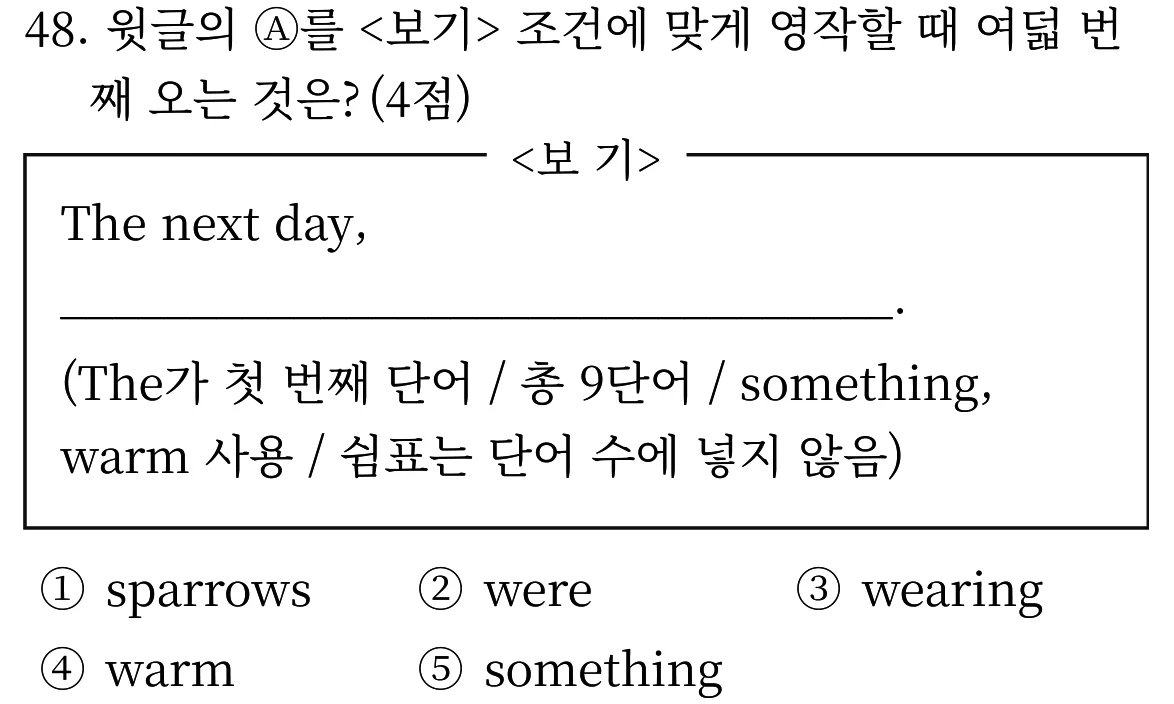 48. 윗글의 Ⓐ를 <보기> 조건에 맞게 영작할 때 여덟 번
째 오는 것은? (4점)
<보 기>
The next day,
________________________________.
(The가 첫 번째 단어 / 총 9단어 / something,
warm 사용 / 쉼표는 단어 수에 넣지 않음)
① sparrows ② were ③ wearing
④ warm ⑤ something